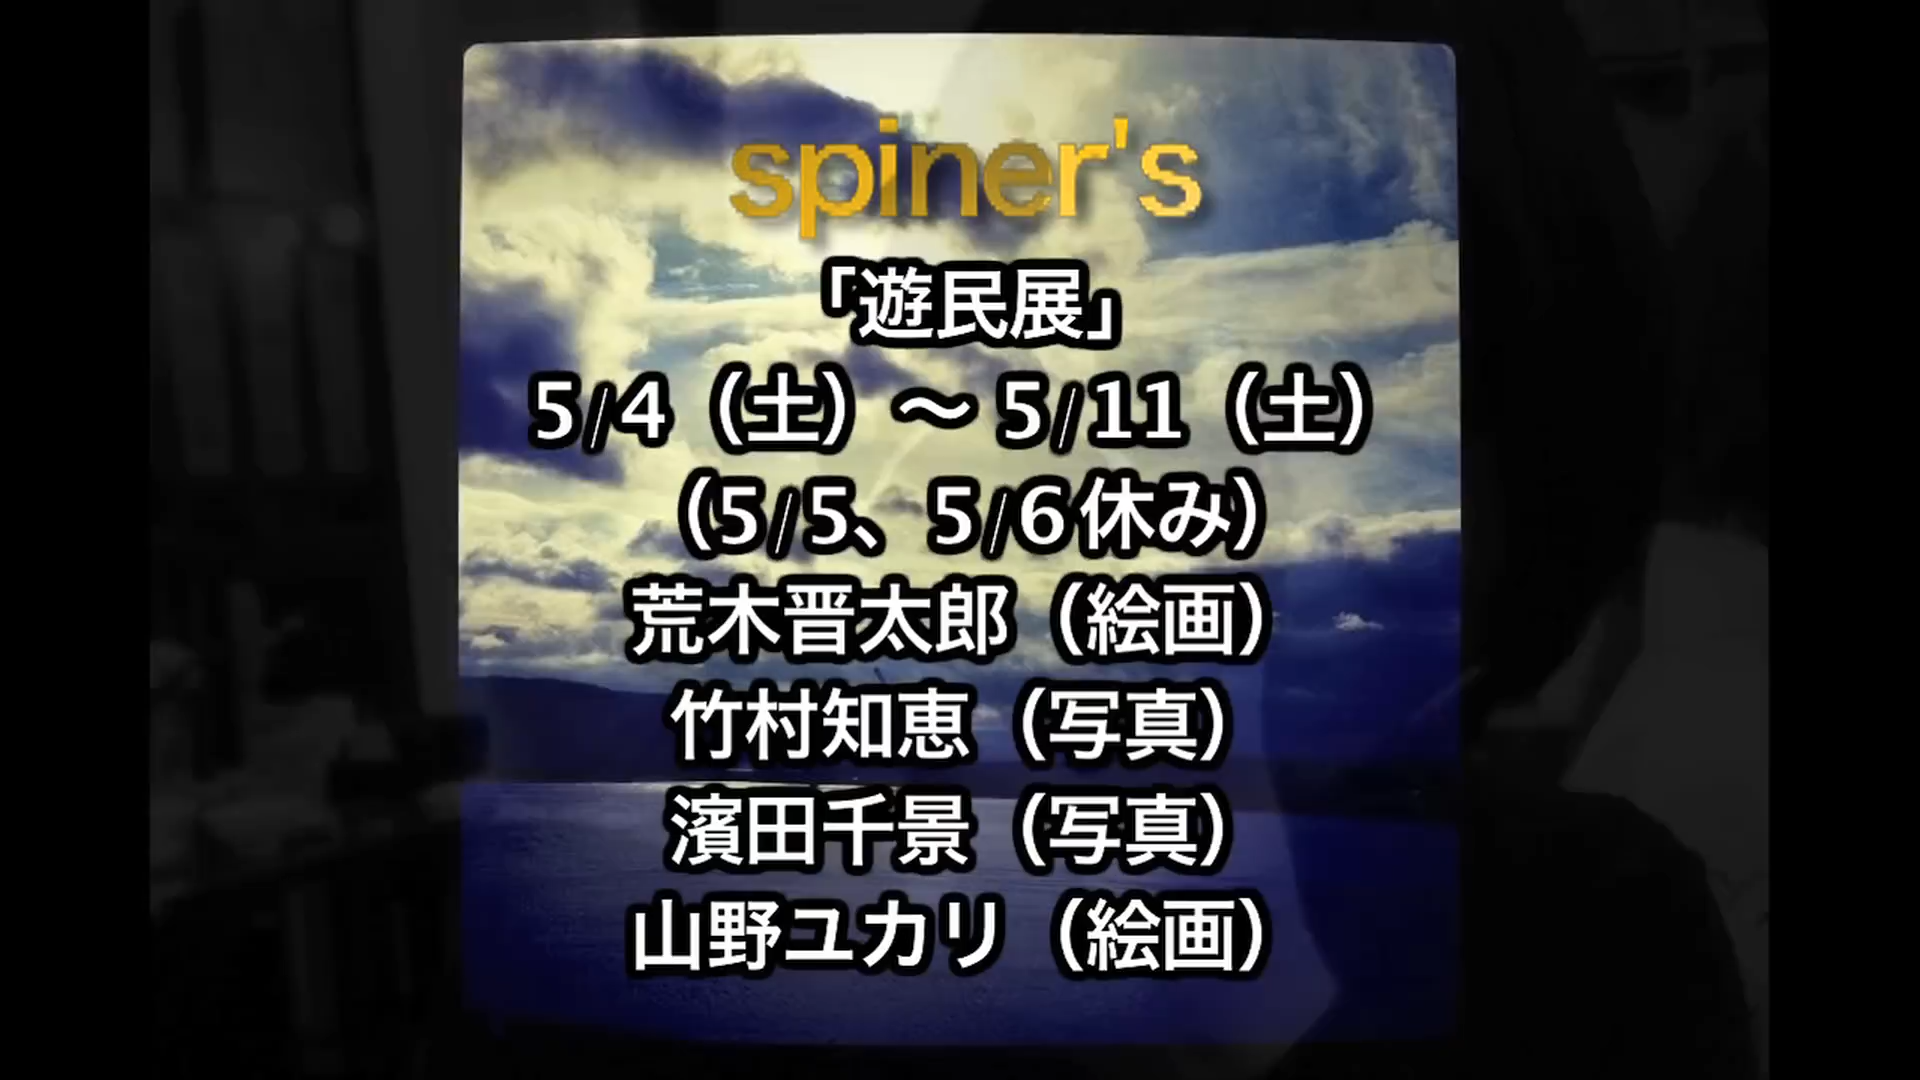 spiner's
「遊民展」
5/4（土）～ 5/11（土）
（5/5、5/6休み）
荒木晋太郎（絵画）
竹村知恵（写真）
濱田千景（写真）
山野ユカリ（絵画）